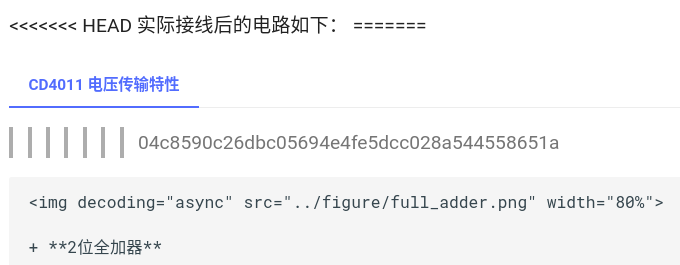 <<<<<<< HEAD 实际接线后的电路如下： =======
CD4011 电压传输特性
04c8590c26dbc05694e4fe5dcc028a544558651a
<img decoding="async" src="../figure/full_adder.png" width="80%">
+ **2位全加器**